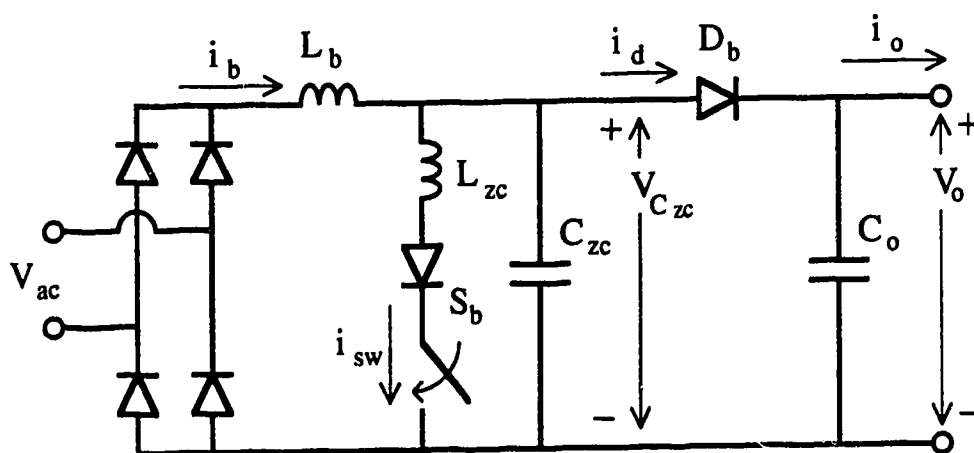 i_b
L_b
i_d
D_b
i_o
+
+
L_zc
V_Czc
V_o
C_zc
C_o
V_ac
S_b
i_sw
−
−